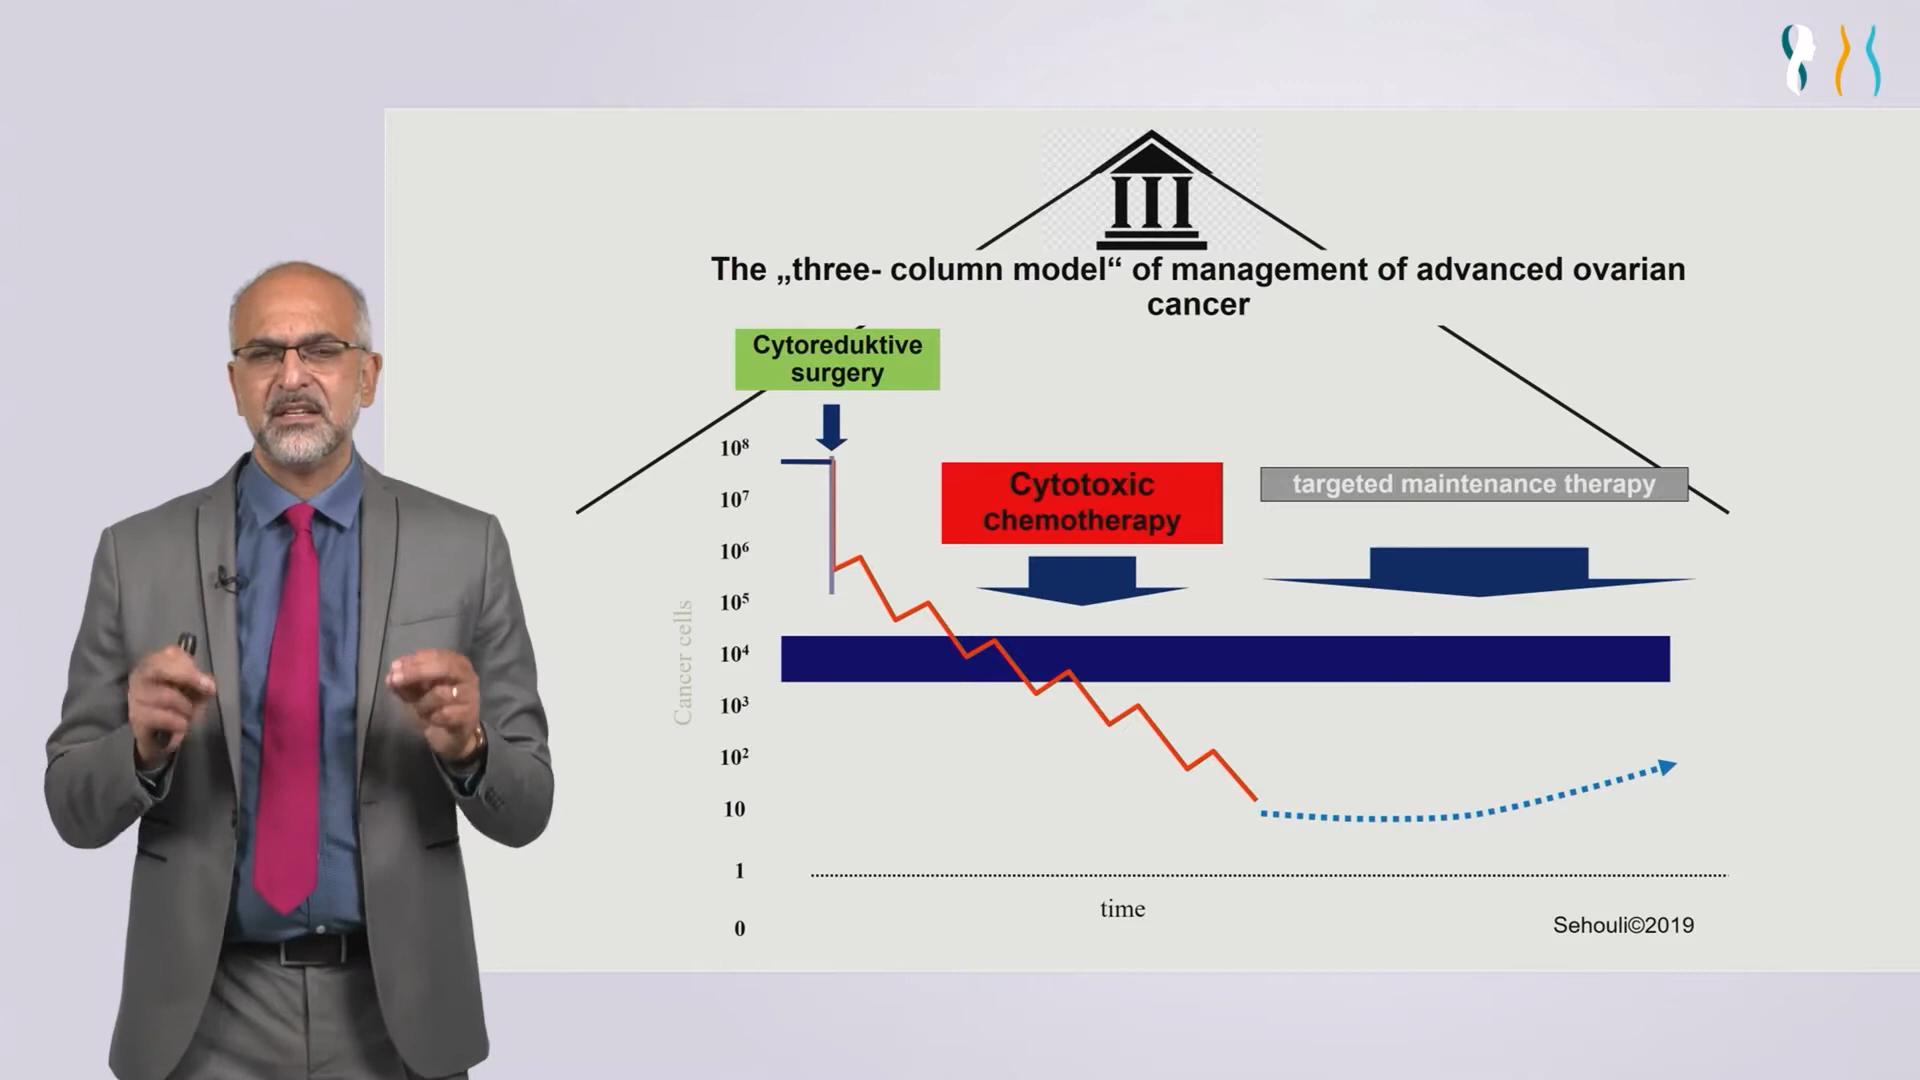 The „three- column model“ of management of advanced ovarian
cancer
Cytoreduktive
surgery
Cytotoxic
chemotherapy
targeted maintenance therapy
Cancer cells
10⁸
10⁷
10⁶
10⁵
10⁴
10³
10²
10
1
0
time
Sehouli©2019